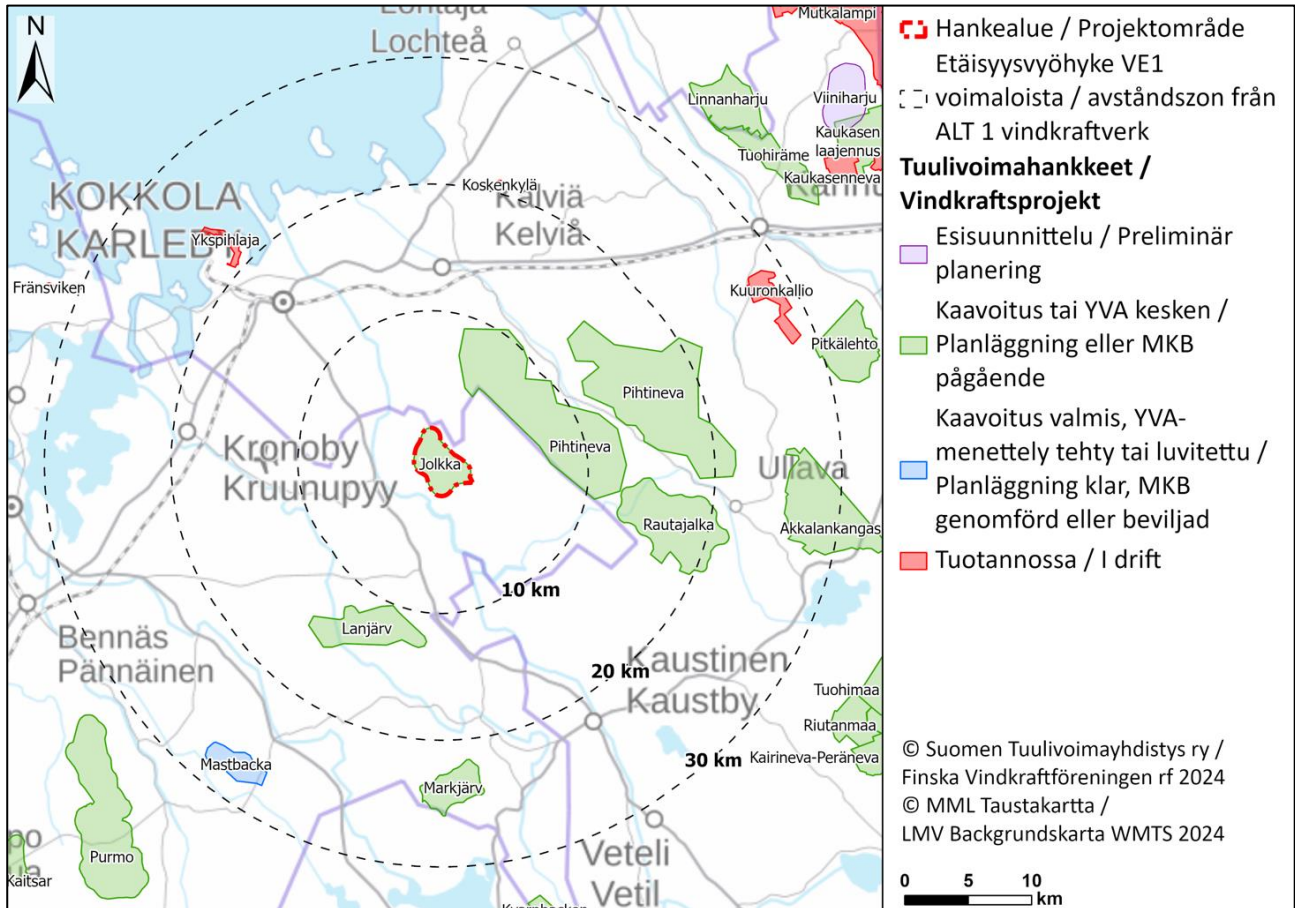 N
Lohtaja
Lochteå
Mutkalampi
Linnanharju
Viiniharju
Kaukasen
laajennus
Tuohiräme
Kaukasenneva
Koskenkylä
Kälviä
Kelviå
KOKKOLA
KARLEBY
Ykspihlaja
Fränsviken
Kuuronkallio
Pitkälehto
Pihtineva
Pihtineva
Kronoby
Kruunupyy
Jolkka
Ullava
Rautajalka
Akkalankangas
10 km
Lanjärv
Bennäs
Pännäinen
20 km
Kaustinen
Kaustby
Tuohimaa
Riutanmaa
Kairineva-Peräneva
30 km
Mastbacka
Markjärv
Purmo
Kaitsar
Veteli
Vetil
Hankealue / Projektområde
Etäisyysvyöhyke VE1
voimaloista / avståndszon från
ALT 1 vindkraftverk
Tuulivoimahankkeet /
Vindkraftsprojekt
Esisuunnittelu / Preliminär
planering
Kaavoitus tai YVA kesken /
Planläggning eller MKB
pågående
Kaavoitus valmis, YVA-
menettely tehty tai luvitettu /
Planläggning klar, MKB
genomförd eller beviljad
Tuotannossa / I drift
© Suomen Tuulivoimayhdistys ry /
Finska Vindkraftföreningen rf 2024
© MML Taustakartta /
LMV Backgrundskarta WMTS 2024
0 5 10
km